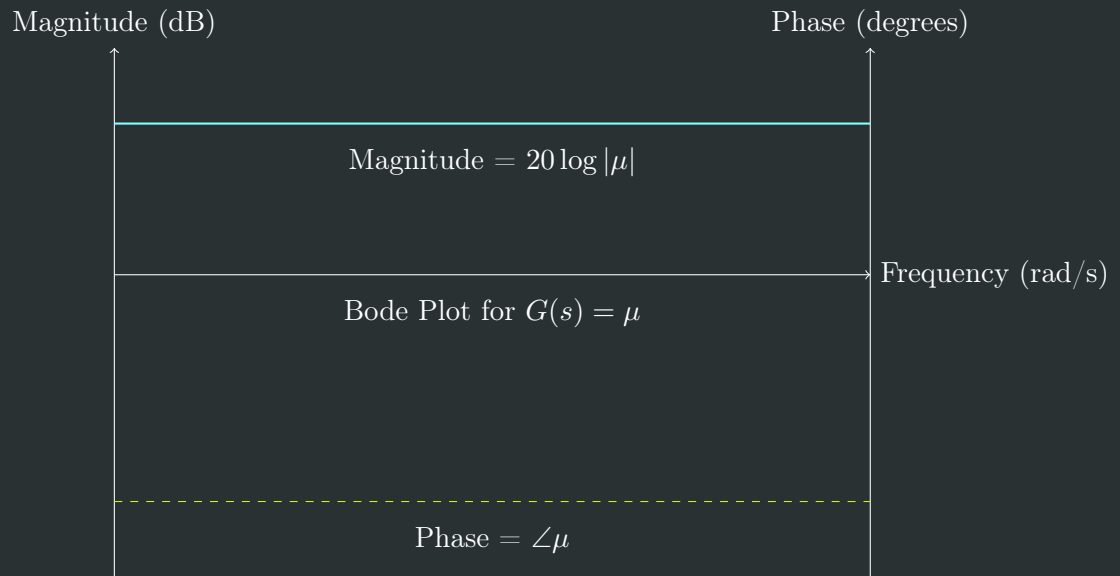 Magnitude (dB)
Phase (degrees)
Magnitude = 20 log |μ|
Frequency (rad/s)
Bode Plot for G(s) = μ
Phase = ∠μ